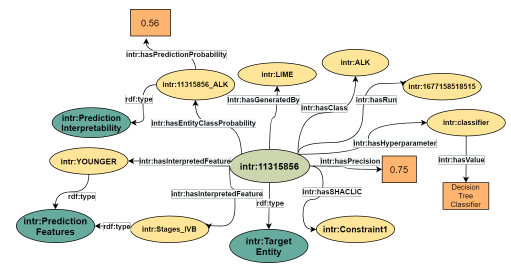 0.56
intr:hasPredictionProbability
intr:LIME
intr:ALK
intr:11315856_ALK
intr:1677158518515
intr:hasGeneratedBy
rdf:type
intr:hasClass
intr:hasRun
intr:Prediction
Interpretability
intr:hasEntityClassProbability
intr:classifier
intr:hasHyperparameter
intr:YOUNGER
intr:hasInterpretedFeature
intr:11315856
intr:hasPrecision
0.75
intr:hasValue
intr:hasInterpretedFeature
intr:hasSHACLIC
Decision
Tree
Classifier
rdf:type
rdf:type
intr:Prediction
Features
rdf:type
intr:Stages_IVB
intr:Constraint1
intr:Target
Entity